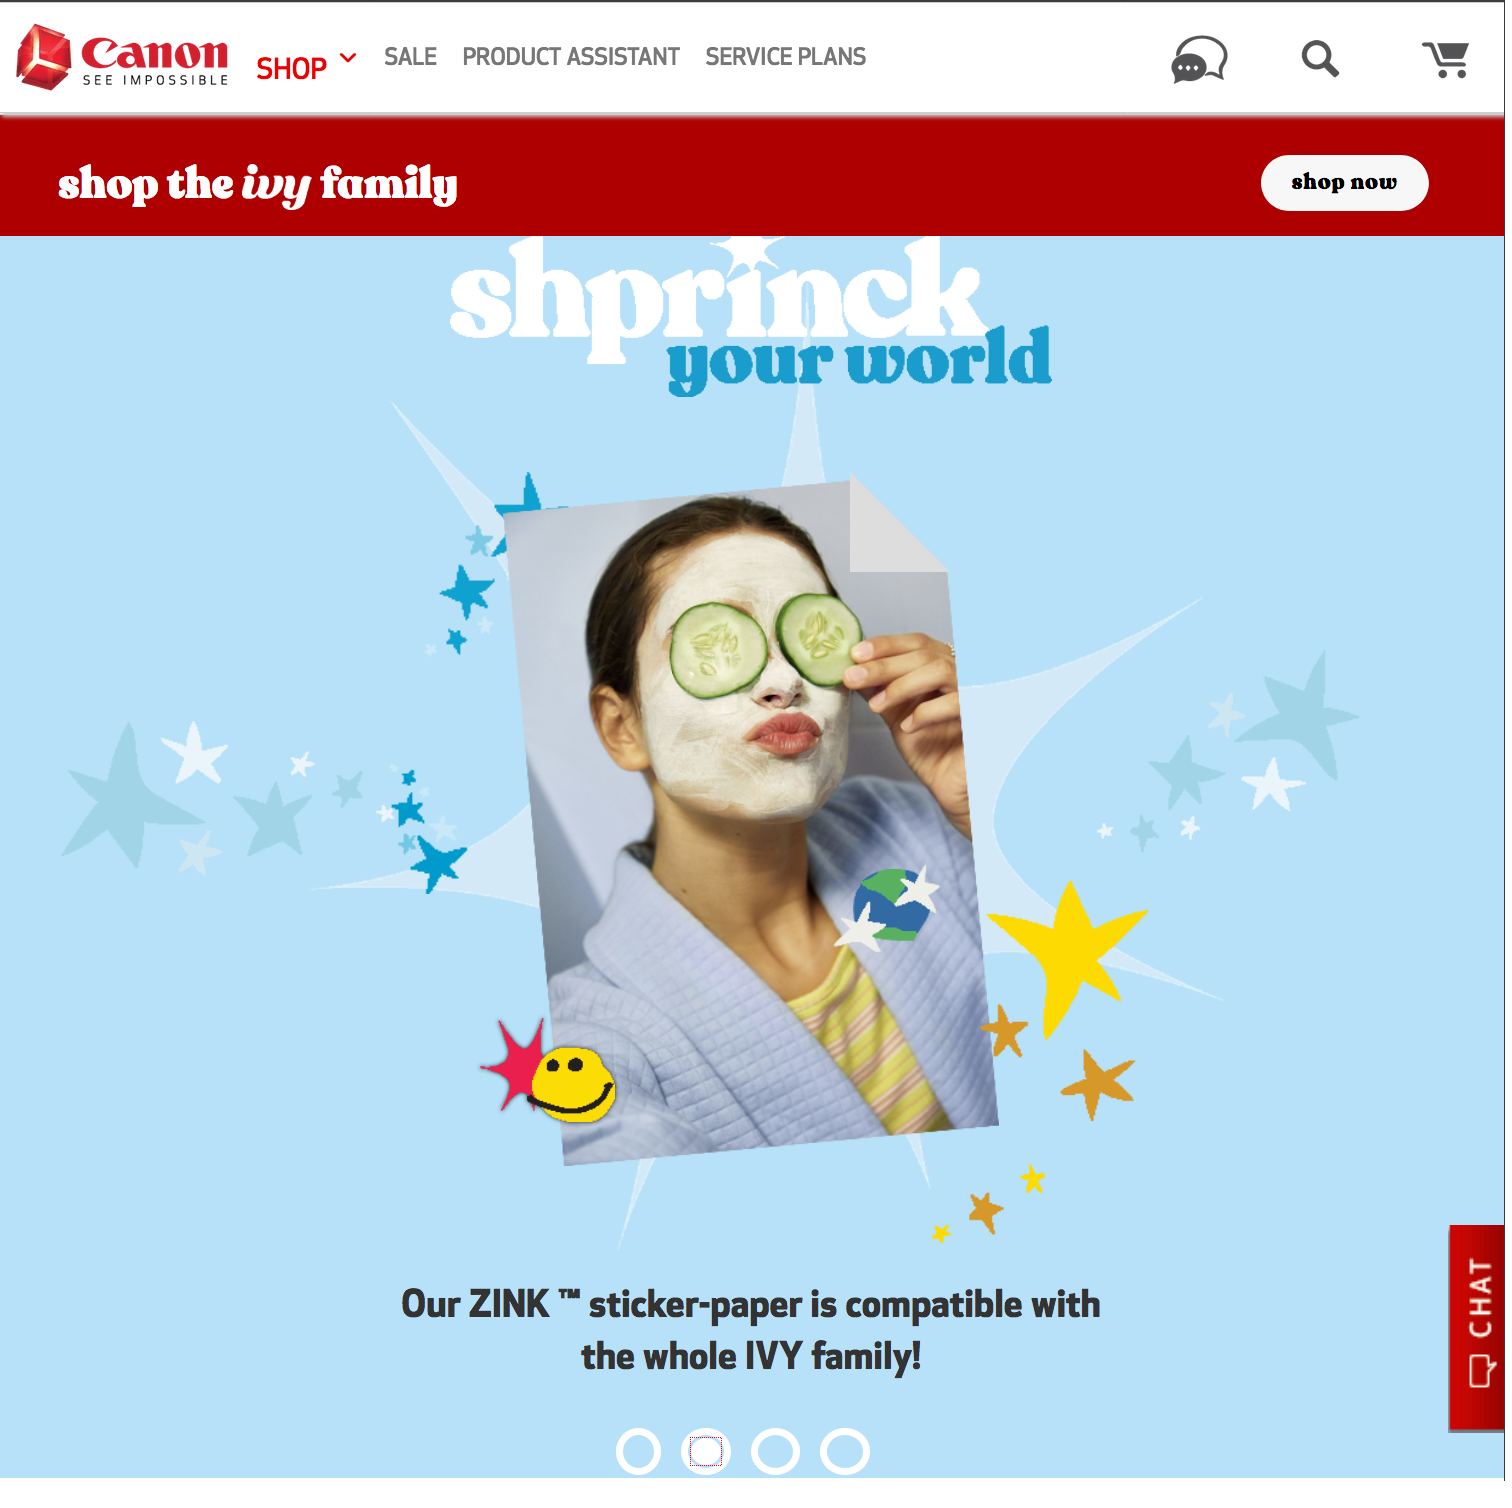 Canon
SEE IMPOSSIBLE
SHOP
SALE
PRODUCT ASSISTANT
SERVICE PLANS
shop the ivy family
shop now
shprinck
your world
Our ZINK ™ sticker-paper is compatible with
the whole IVY family!
CHAT